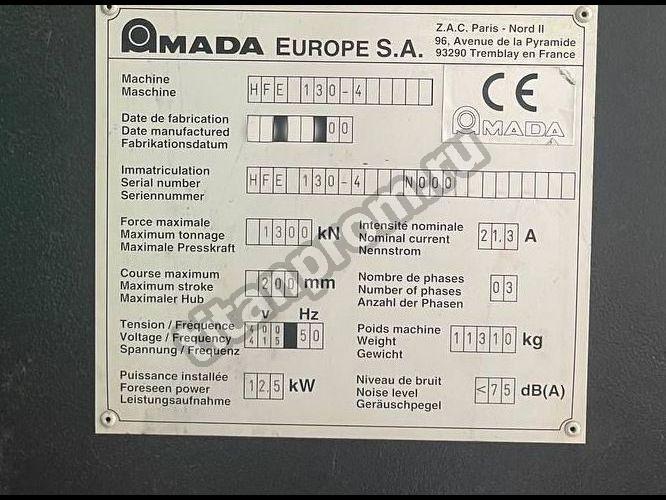 AMADA EUROPE S.A.
Z.A.C. Paris - Nord II
96, Avenue de la Pyramide
93290 Tremblay en France
Machine
Maschine
HFE 130-4
CE
AMADA
Date de fabrication
Date manufactured
Fabrikationsdatum
00
Immatriculation
Serial number
Seriennummer
HFE 130-4 N000
Force maximale
Maximum tonnage
Maximale Presskraft
1300 kN
Intensité nominale
Nominal current
Nennstrom
21,3 A
Course maximum
Maximum stroke
Maximaler Hub
200 mm
Nombre de phases
Number of phases
Anzahl der Phasen
03
Tension / Fréquence
Voltage / Frequency
Spannung / Frequenz
V Hz
400
415 50
Poids machine
Weight
Gewicht
11310 kg
Puissance installée
Foreseen power
Leistungsaufnahme
12,5 kW
Niveau de bruit
Noise level
Geräuschpegel
<75 dB(A)
titanprom.ru